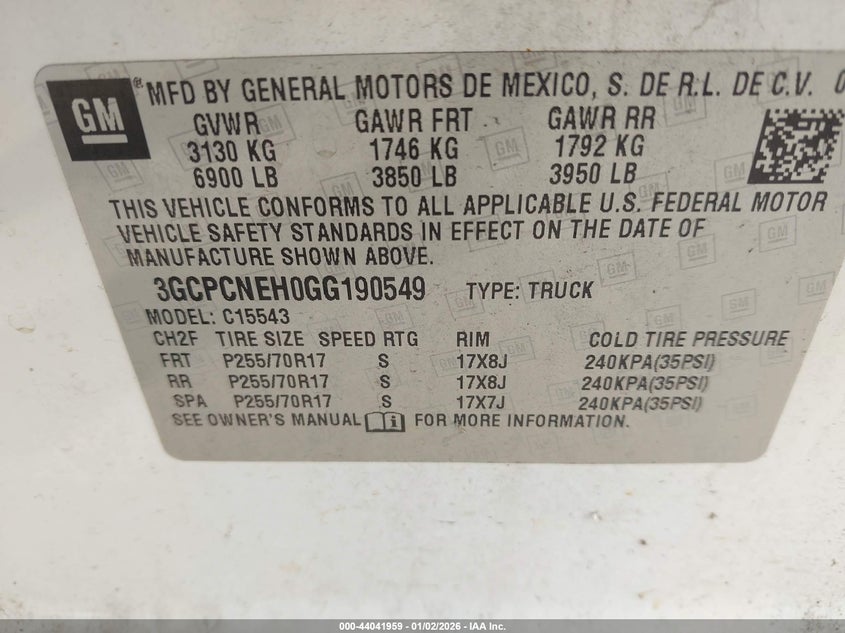 GM ® MFD BY GENERAL MOTORS DE MEXICO, S. DE R.L. DE C.V. 0
GVWR GAWR FRT GAWR RR
3130 KG 1746 KG 1792 KG
6900 LB 3850 LB 3950 LB
THIS VEHICLE CONFORMS TO ALL APPLICABLE U.S. FEDERAL MOTOR
VEHICLE SAFETY STANDARDS IN EFFECT ON THE DATE OF
MANUFACTURE SHOWN ABOVE.
3GCPCNEH0GG190549 TYPE: TRUCK
MODEL: C15543
CH2F TIRE SIZE SPEED RTG RIM COLD TIRE PRESSURE
FRT P255/70R17 S 17X8J 240KPA(35PSI)
RR P255/70R17 S 17X8J 240KPA(35PSI)
SPA P255/70R17 S 17X7J 240KPA(35PSI)
SEE OWNER'S MANUAL i FOR MORE INFORMATION.
000-44041959 - 01/02/2026 - IAA Inc.